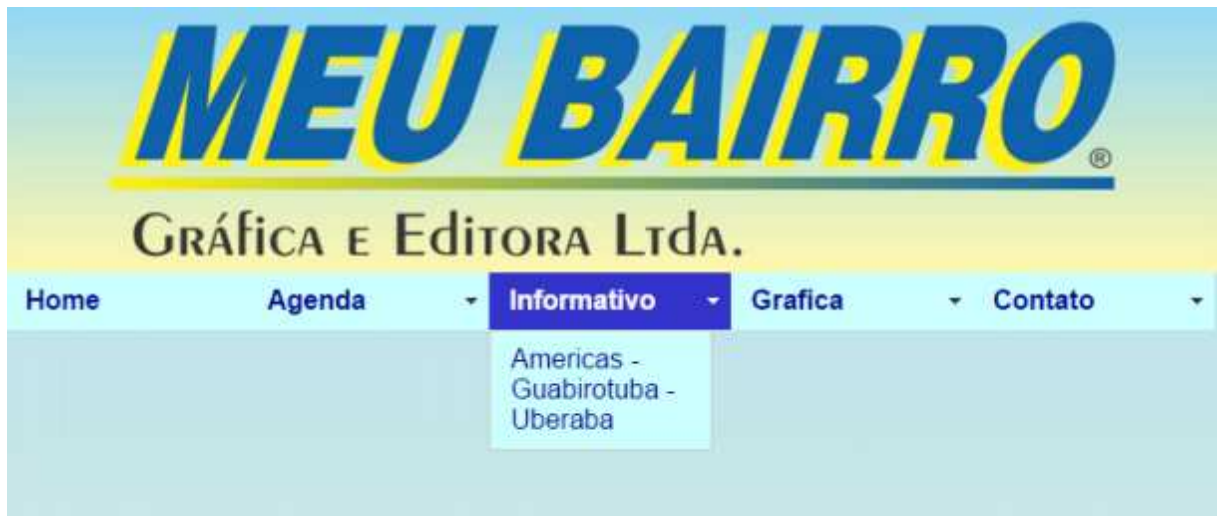 MEU BAIRRO®
Gráfica e Editora Ltda.
Home Agenda Informativo Grafica Contato
Americas -
Guabirotuba -
Uberaba